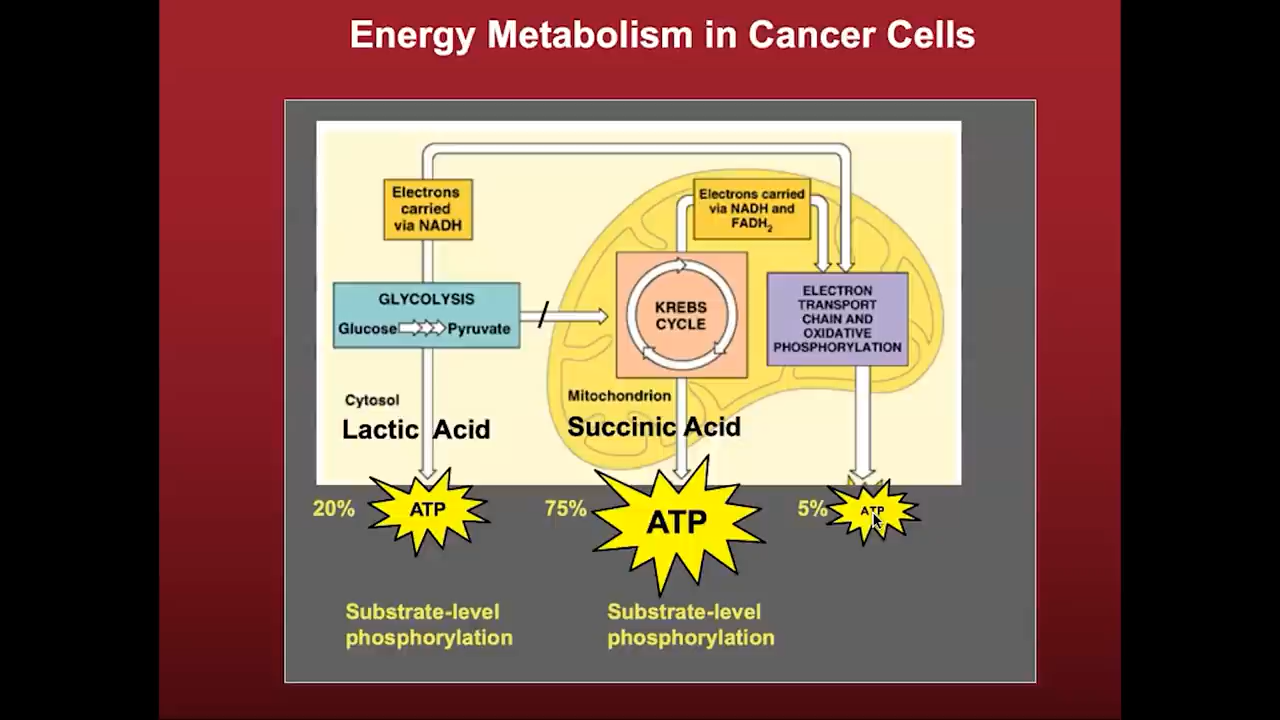 Energy Metabolism in Cancer Cells
Electrons
carried
via NADH
Electrons carried
via NADH and
FADH2
GLYCOLYSIS
Glucose Pyruvate
KREBS
CYCLE
ELECTRON
TRANSPORT
CHAIN AND
OXIDATIVE
PHOSPHORYLATION
Cytosol
Lactic Acid
Mitochondrion
Succinic Acid
20%
ATP
75%
ATP
5%
ATP
Substrate-level
phosphorylation
Substrate-level
phosphorylation